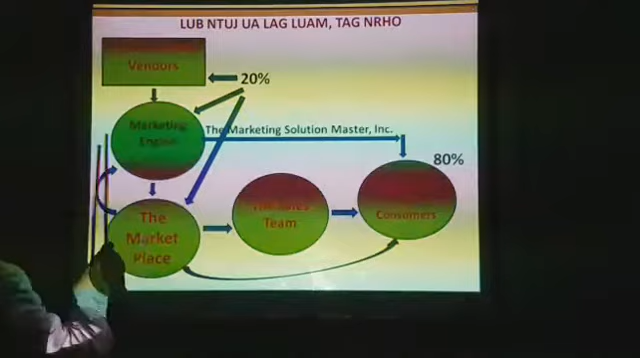 LUB NTUJ UA LAG LUAM, TAG NRHO
Vendors
20%
Marketing
The Marketing Solution Master, Inc.
80%
The
Market
Place
Team
Consumers